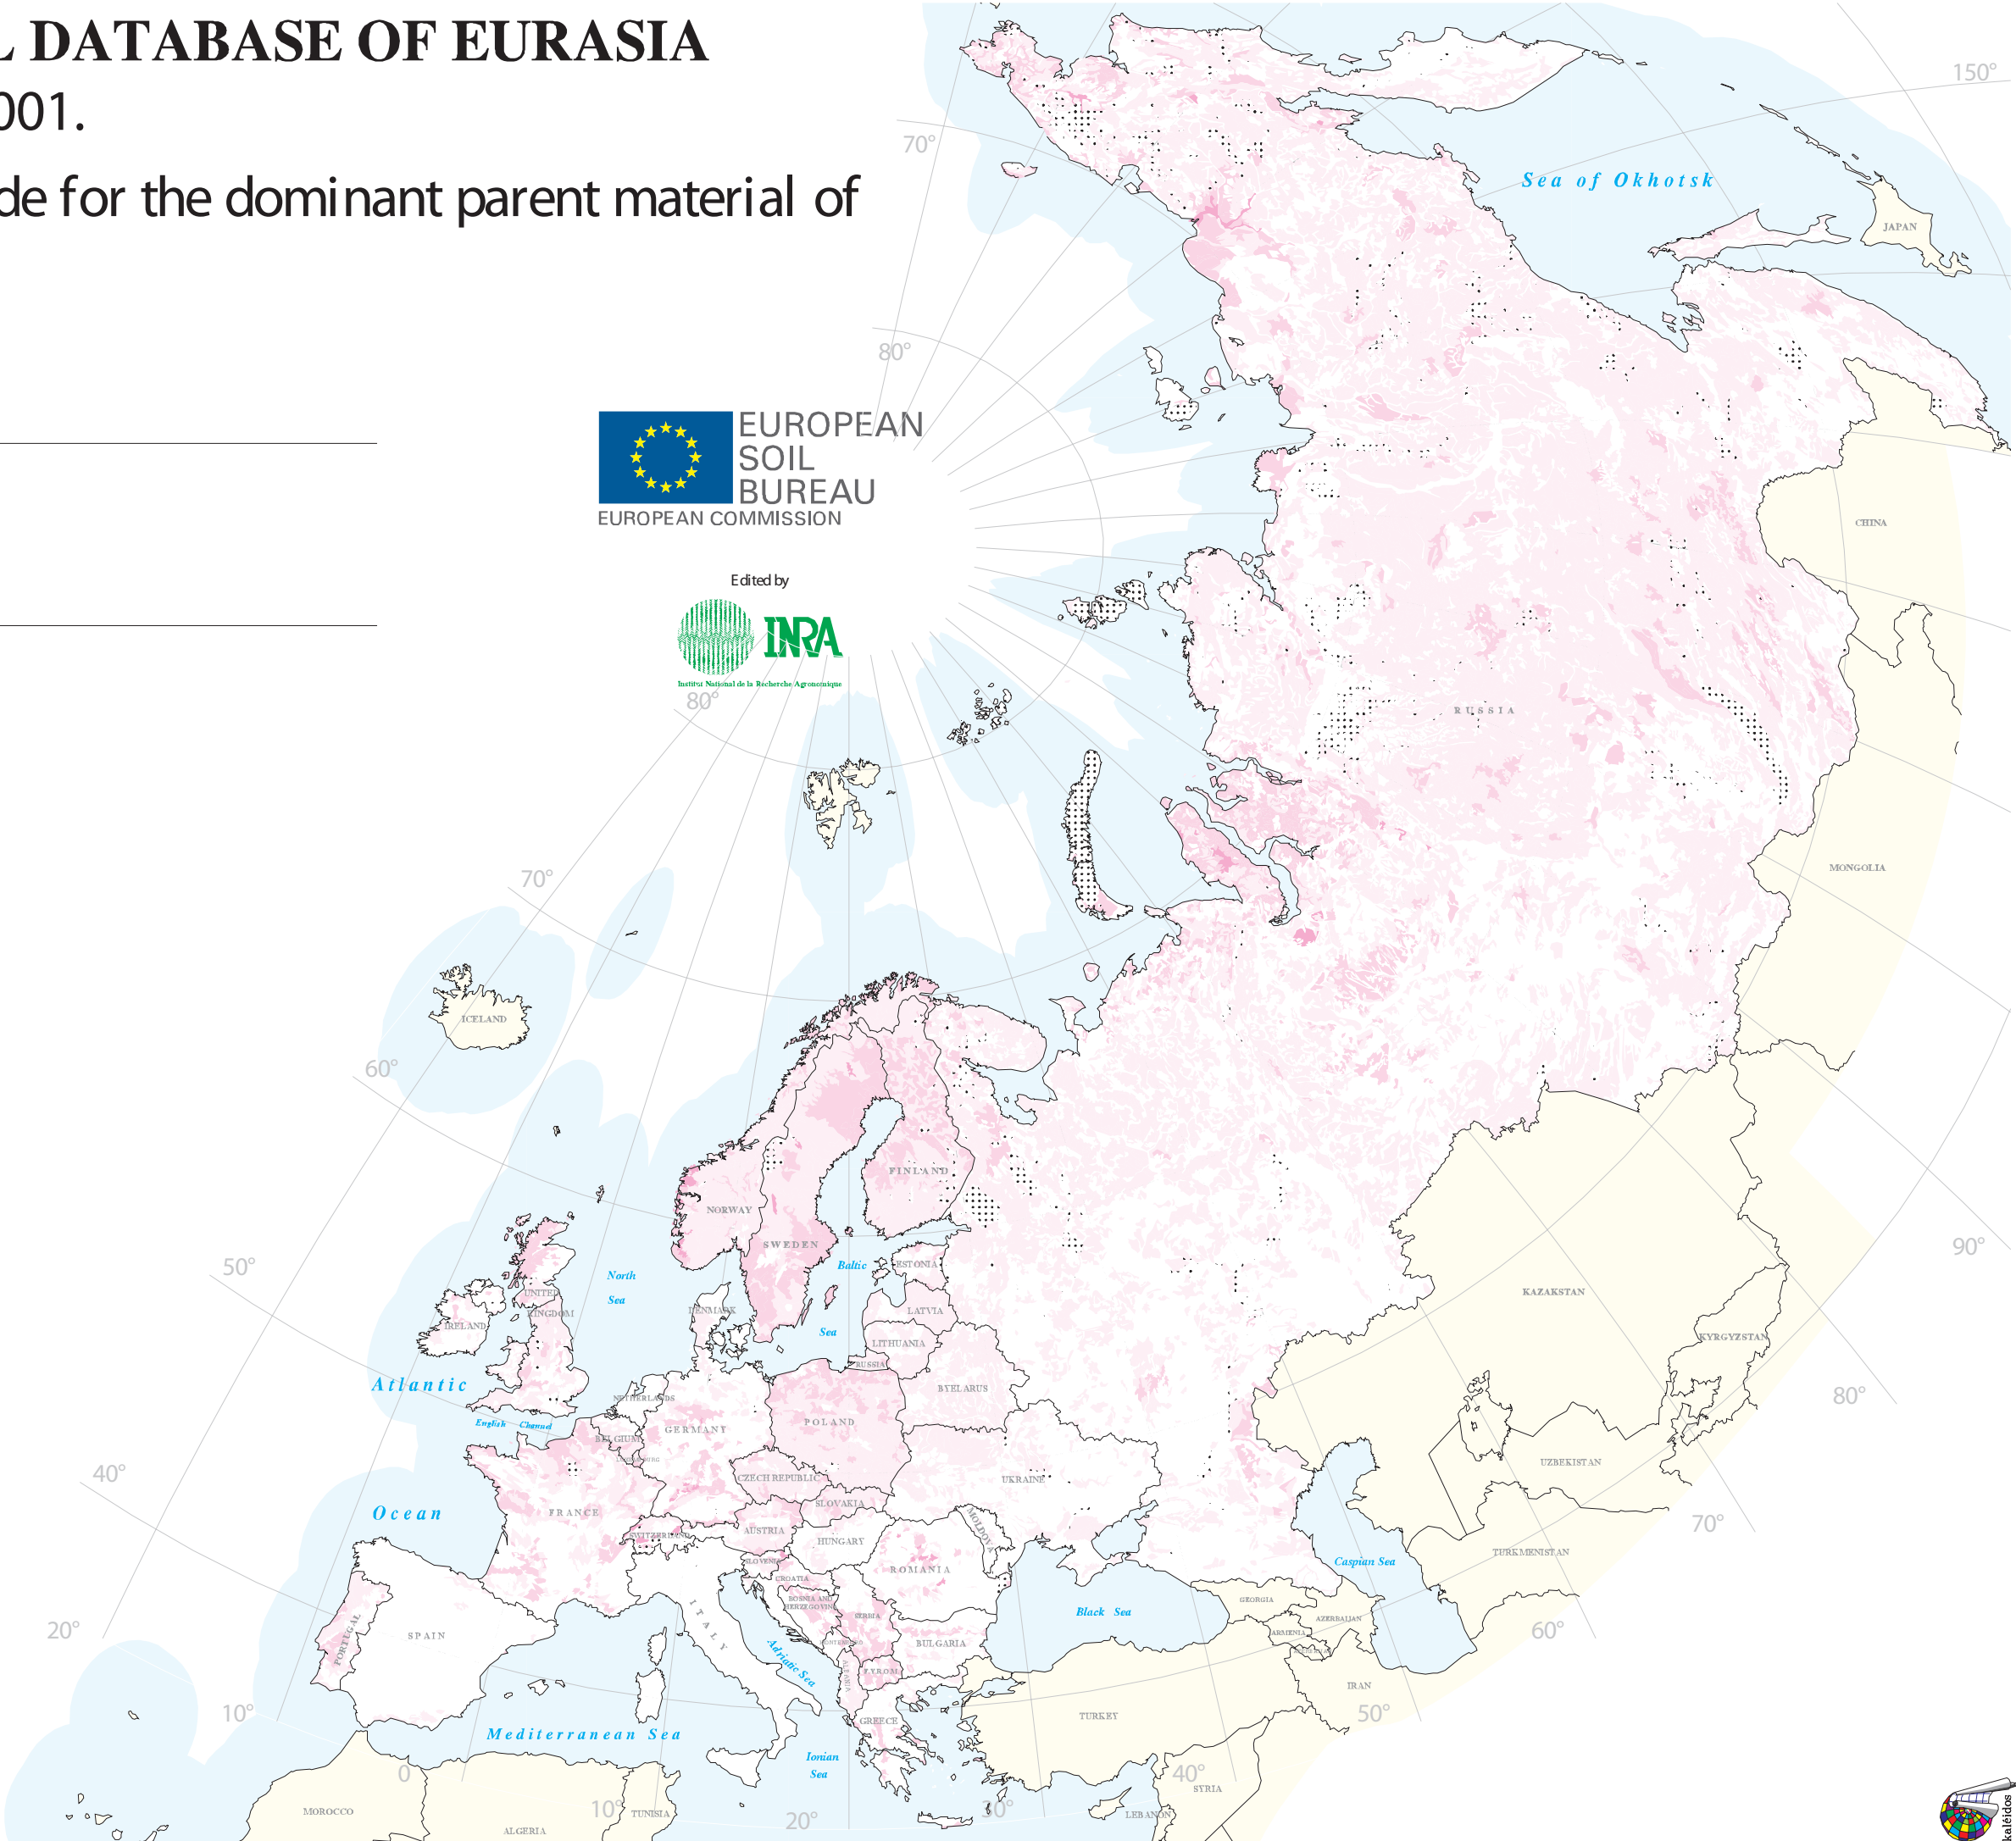 L DATABASE OF EURASIA
001.
de for the dominant parent material of
150°
70°
Sea of Okhotsk
JAPAN
80°
EUROPEAN
SOIL
BUREAU
EUROPEAN COMMISSION
CHINA
Edited by
INRA
Institut National de la Recherche Agronomique
80°
RUSSIA
MONGOLIA
70°
ICELAND
60°
FINLAND
NORWAY
SWEDEN
90°
50°
Baltic
ESTONIA
North
Sea
UNITED
KINGDOM
KAZAKSTAN
DENMARK
LATVIA
IRELAND
Sea
KYRGYZSTAN
LITHUANIA
RUSSIA
Atlantic
BYELARUS
80°
NETHERLANDS
English Channel
POLAND
GERMANY
BELGIUM
LUXEMBURG
UZBEKISTAN
40°
CZECH REPUBLIC
UKRAINE
SLOVAKIA
Ocean
FRANCE
70°
MOLDOVA
AUSTRIA
SWITZERLAND
HUNGARY
TURKMENISTAN
Caspian Sea
SLOVENIA
ROMANIA
CROATIA
BOSNIA AND
HERZEGOVINA
GEORGIA
Black Sea
SERBIA
AZERBAIJAN
20°
60°
ARMENIA
PORTUGAL
SPAIN
ITALY
MONTENEGRO
BULGARIA
Adriatic Sea
F.Y.R.O.M.
ALBANIA
IRAN
10°
50°
TURKEY
GREECE
Mediterranean Sea
Ionian
Sea
0
40°
SYRIA
10°
30°
MOROCCO
TUNISIA
20°
LEBANON
ALGERIA
kaléidos